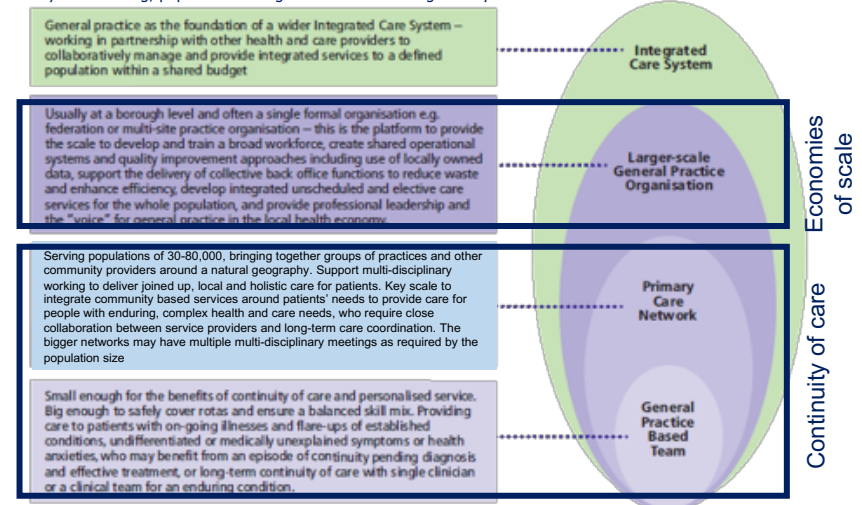 General practice as the foundation of a wider Integrated Care System –
working in partnership with other health and care providers to
collaboratively manage and provide integrated services to a defined
population within a shared budget
Integrated
Care System
Usually at a borough level and often a single formal organisation e.g.
federation or multi-site practice organisation – this is the platform to provide
the scale to develop and train a broad workforce, create shared operational
systems and quality improvement approaches including use of locally owned
data, support the delivery of collective back office functions to reduce waste
and enhance efficiency, develop integrated unscheduled and elective care
services for the whole population, and provide professional leadership and
the "voice" for general practice in the local health economy.
Larger-scale
General Practice
Organisation
Economies
of scale
Serving populations of 30-80,000, bringing together groups of practices and other
community providers around a natural geography. Support multi-disciplinary
working to deliver joined up, local and holistic care for patients. Key scale to
integrate community based services around patients' needs to provide care for
people with enduring, complex health and care needs, who require close
collaboration between service providers and long-term care coordination. The
bigger networks may have multiple multi-disciplinary meetings as required by the
population size
Primary
Care
Network
Small enough for the benefits of continuity of care and personalised service.
Big enough to safely cover rotas and ensure a balanced skill mix. Providing
care to patients with on-going illnesses and flare-ups of established
conditions, undifferentiated or medically unexplained symptoms or health
anxieties, who may benefit from an episode of continuity pending diagnosis
and effective treatment, or long-term continuity of care with single clinician
or a clinical team for an enduring condition.
General
Practice
Based
Team
Continuity of care